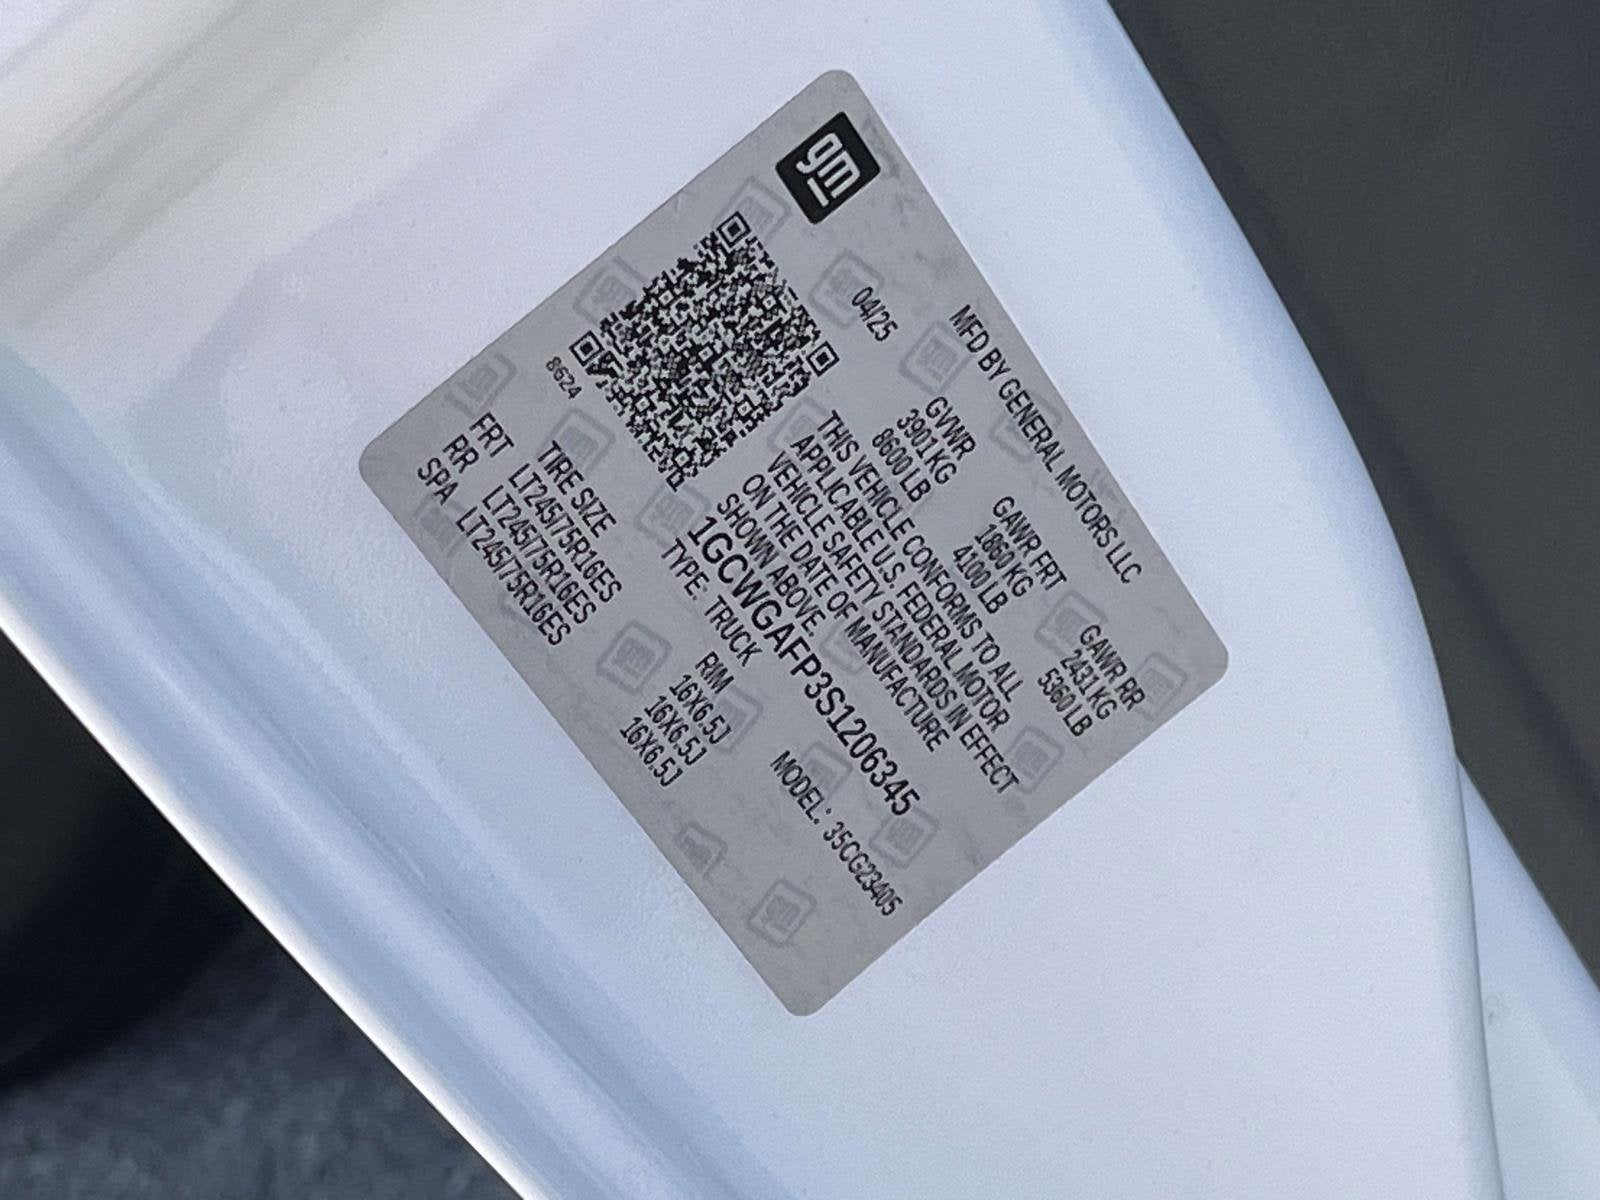 gm
MFD BY GENERAL MOTORS LLC
04/25
GVWR GAWR FRT GAWR RR
3901 KG 1860 KG 2431 KG
8600 LB 4100 LB 5360 LB
THIS VEHICLE CONFORMS TO ALL
APPLICABLE U.S. FEDERAL MOTOR
VEHICLE SAFETY STANDARDS IN EFFECT
ON THE DATE OF MANUFACTURE
SHOWN ABOVE.
1GCWGAFP3S1206345
TYPE: TRUCK MODEL: 35CG23405
8624
TIRE SIZE RIM
FRT LT245/75R16ES 16X6.5J
RR LT245/75R16ES 16X6.5J
SPA LT245/75R16ES 16X6.5J